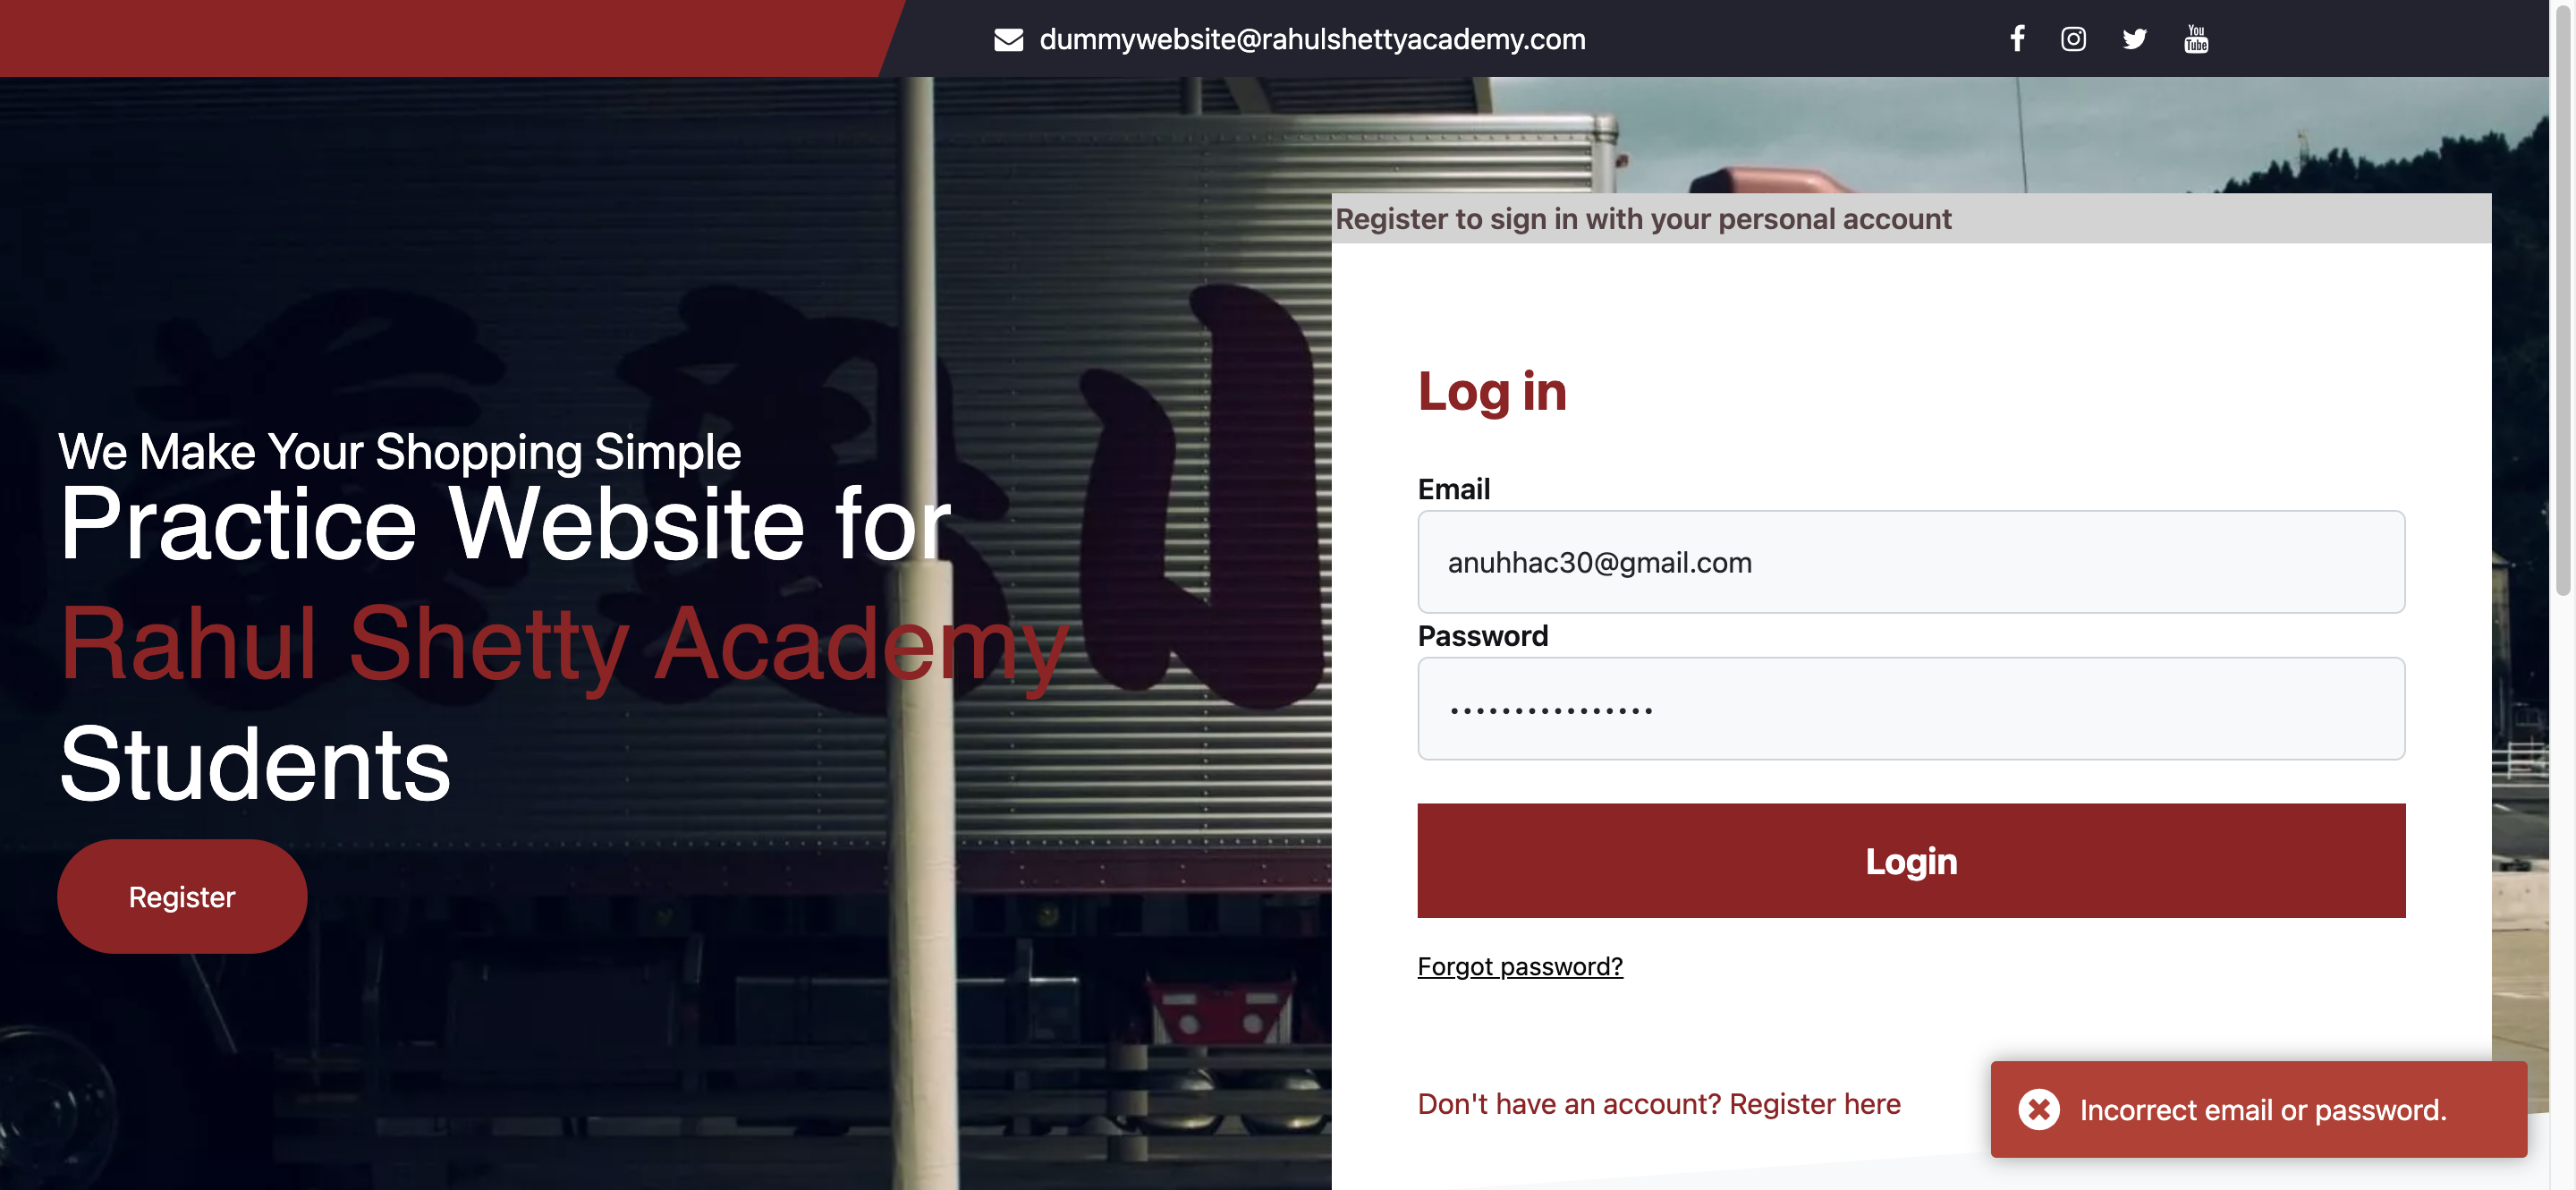 dummywebsite@rahulshettyacademy.com
You
Tube
Register to sign in with your personal account
We Make Your Shopping Simple
Practice Website for
Rahul Shetty Academy
Students
Register
Log in
Email
anuhhac30@gmail.com
Password
................
Login
Forgot password?
Don't have an account? Register here
Incorrect email or password.